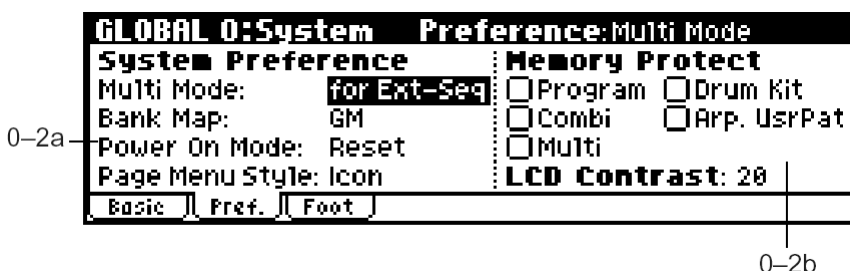 GLOBAL 0:System Preference:Multi Mode
System Preference
Multi Mode: for Ext-Seq
Bank Map: GM
Power On Mode: Reset
Page Menu Style: Icon
Memory Protect
Program Drum Kit
Combi Arp. UsrPat
Multi
LCD Contrast: 20
Basic Pref. Foot
0–2a
0–2b